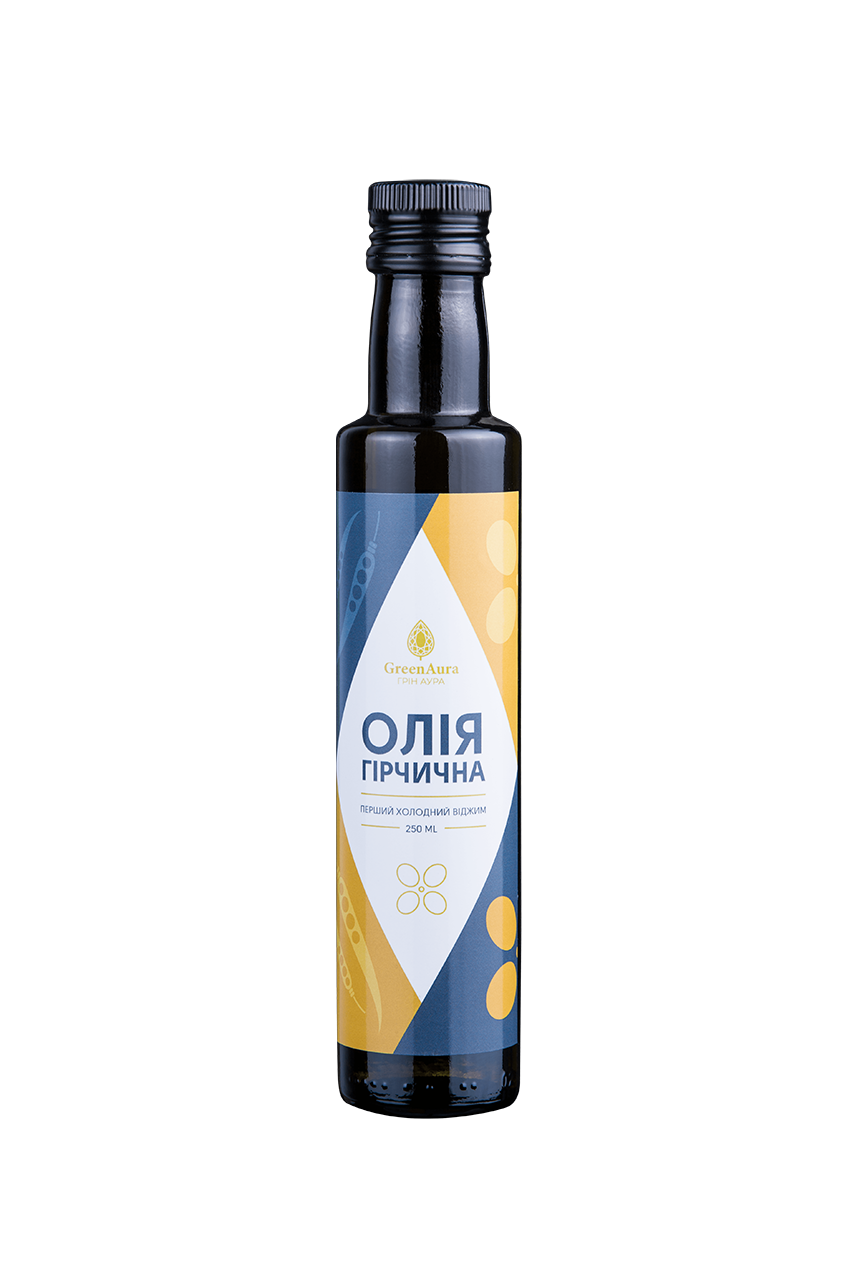 GreenAura
ГРІН АУРА
ОЛІЯ
ГІРЧИЧНА
ПЕРШИЙ ХОЛОДНИЙ ВІДЖИМ
250 ML